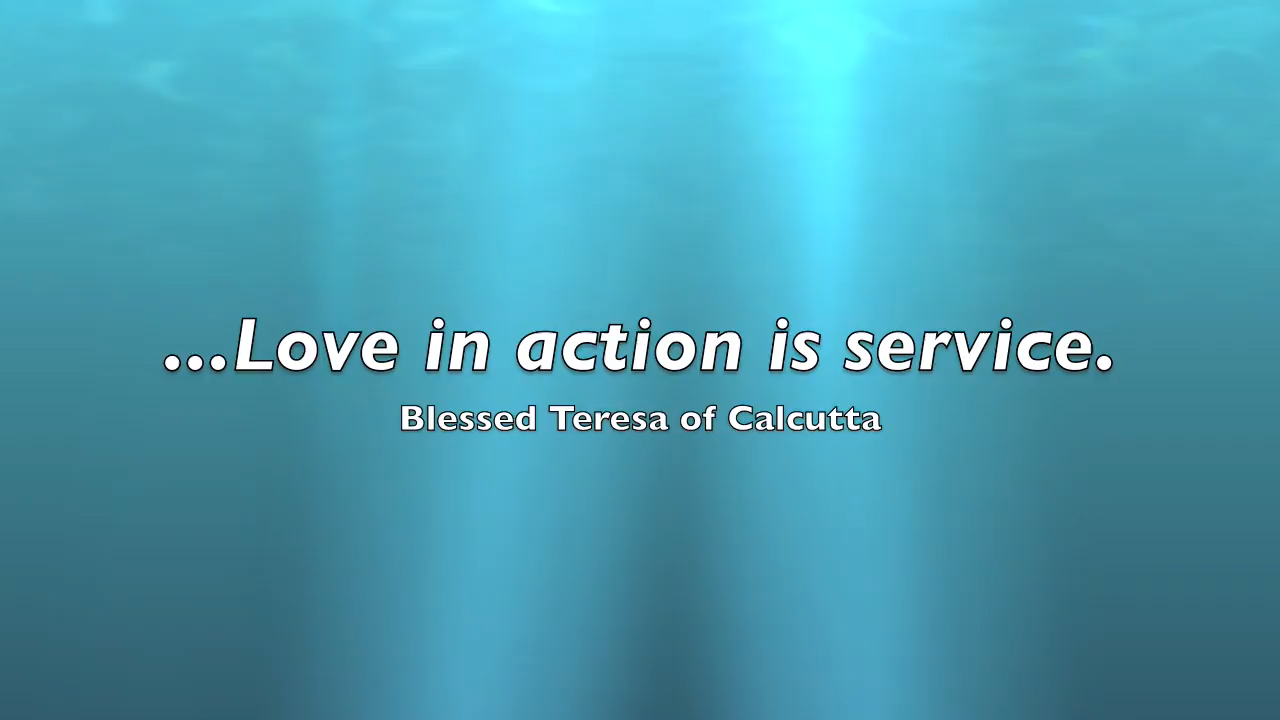 ...Love in action is service.
Blessed Teresa of Calcutta